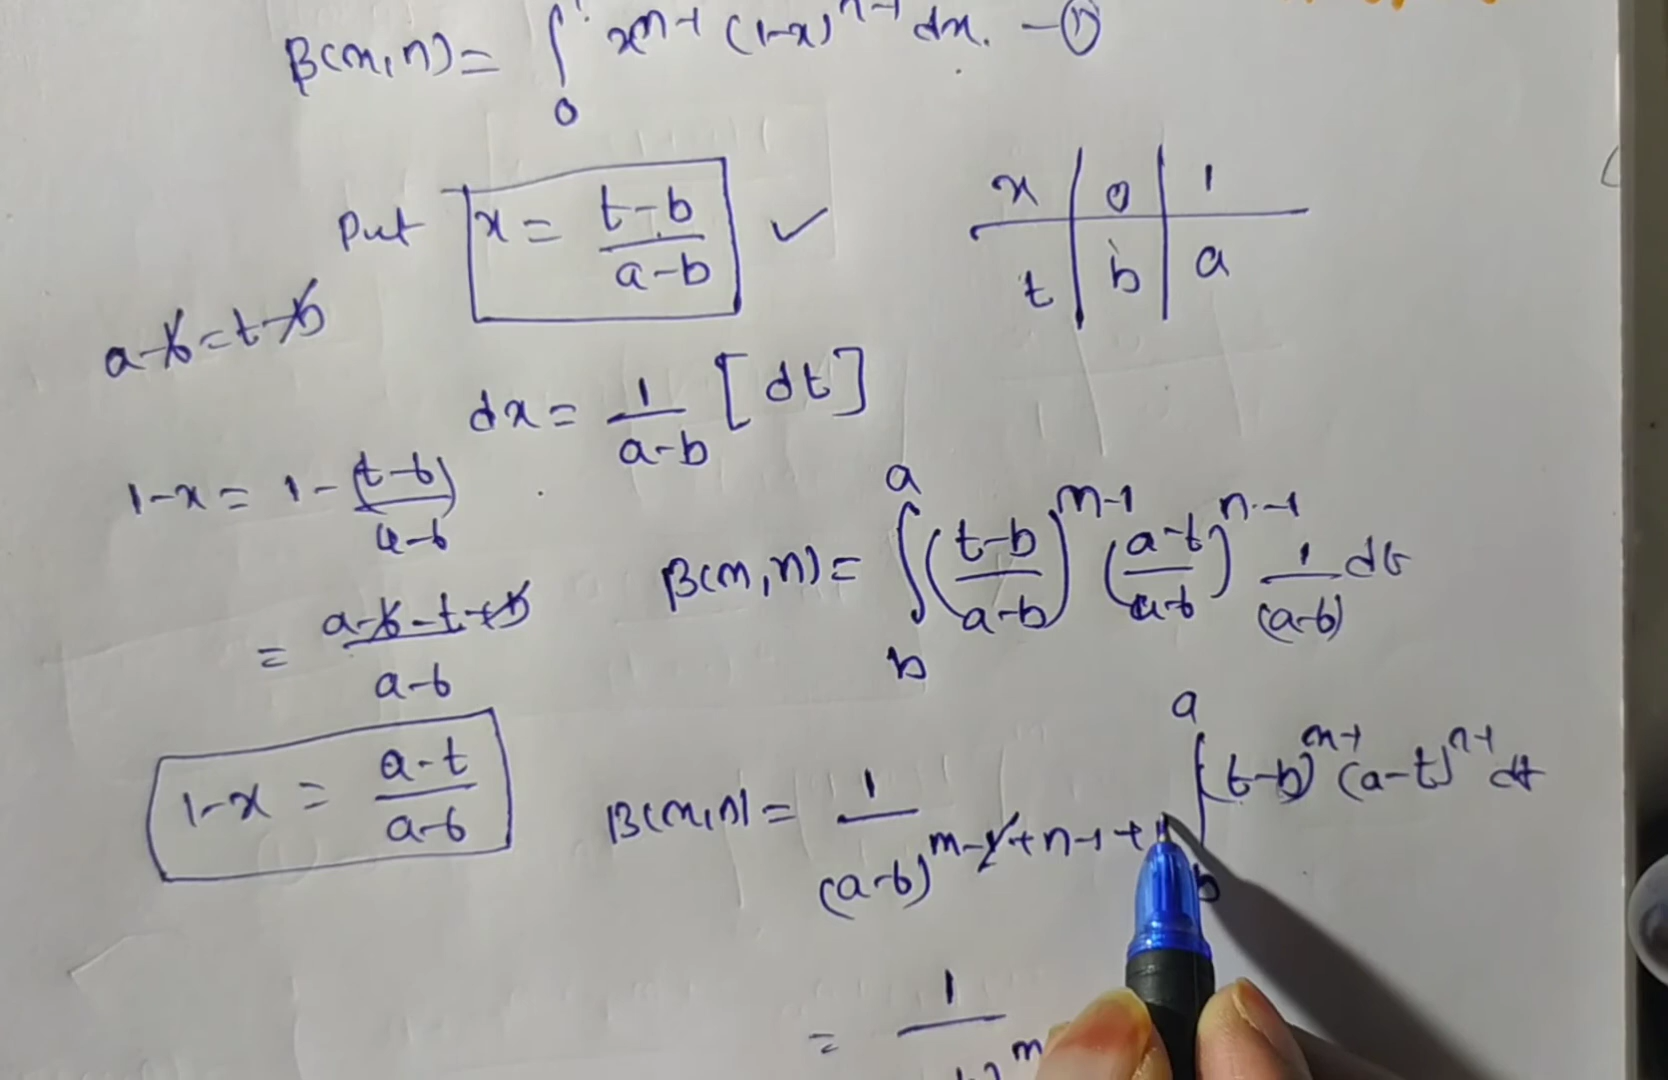 β(m,n) = ∫₀¹ x^{m-1} (1-x)^{n-1} dx. — ①
Put x = (t-b)/(a-b) ✓
x | 0 | 1
t | b | a
a-b = t-b
dx = 1/(a-b) [dt]
1-x = 1 - (t-b)/(a-b)
= (a-b-t+b)/(a-b)
1-x = (a-t)/(a-b)
β(m,n) = ∫_b^a ((t-b)/(a-b))^{m-1} ((a-t)/(a-b))^{n-1} 1/(a-b) dt
β(m,n) = 1/(a-b)^{m-1+n-1+1} ∫_b^a (t-b)^{m-1} (a-t)^{n-1} dt
= 1/ m